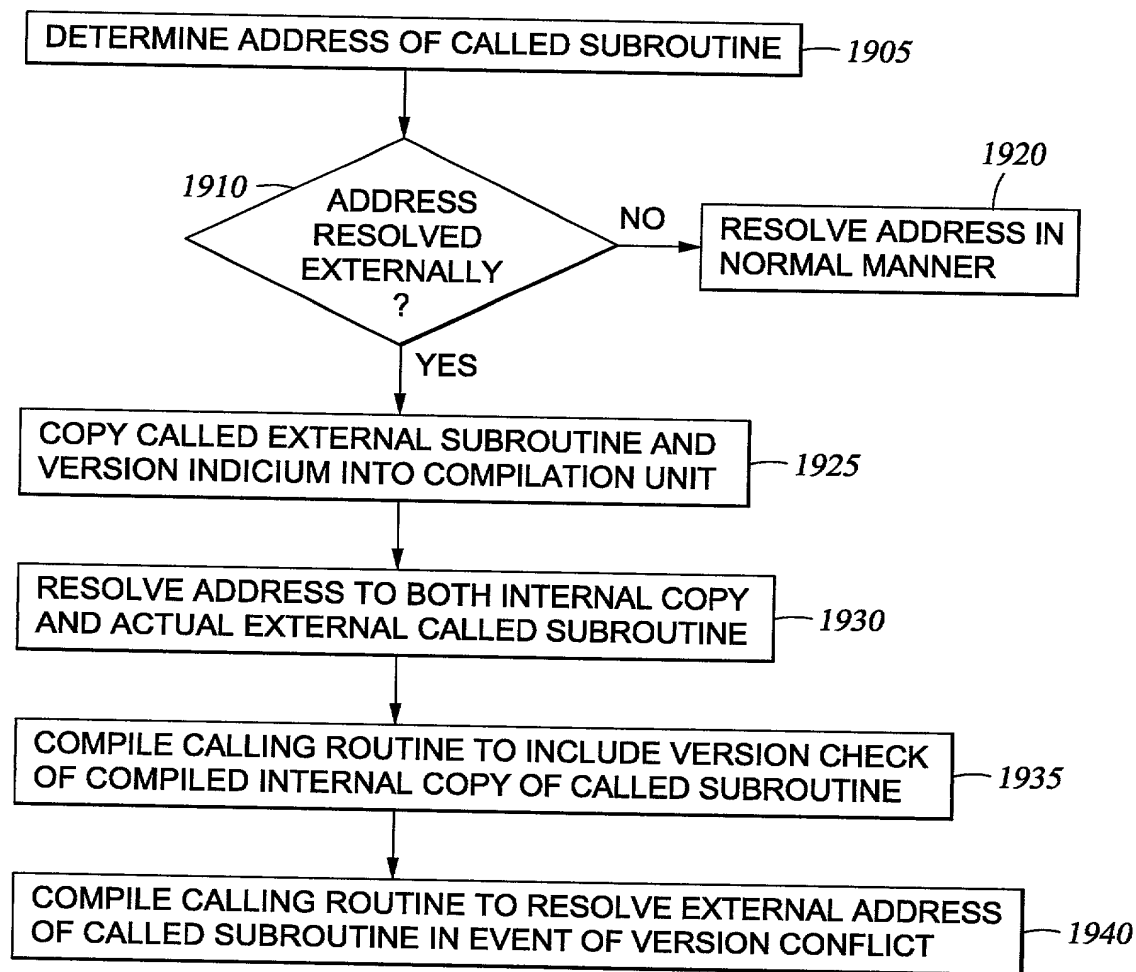 DETERMINE ADDRESS OF CALLED SUBROUTINE
1905
1910
ADDRESS
RESOLVED
EXTERNALLY
?
NO
1920
RESOLVE ADDRESS IN
NORMAL MANNER
YES
COPY CALLED EXTERNAL SUBROUTINE AND
VERSION INDICIUM INTO COMPILATION UNIT
1925
RESOLVE ADDRESS TO BOTH INTERNAL COPY
AND ACTUAL EXTERNAL CALLED SUBROUTINE
1930
COMPILE CALLING ROUTINE TO INCLUDE VERSION CHECK
OF COMPILED INTERNAL COPY OF CALLED SUBROUTINE
1935
COMPILE CALLING ROUTINE TO RESOLVE EXTERNAL ADDRESS
OF CALLED SUBROUTINE IN EVENT OF VERSION CONFLICT
1940